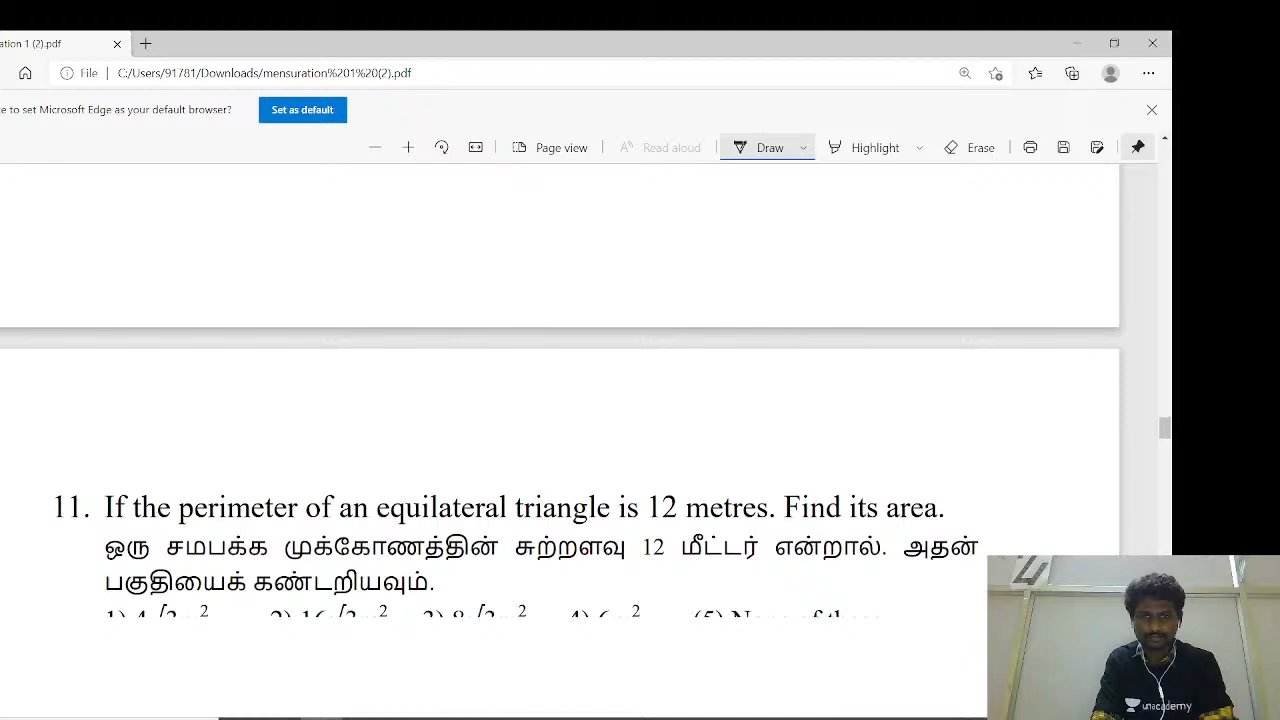 ation 1 (2).pdf
File C:/Users/91781/Downloads/mensuration%201%20(2).pdf
e to set Microsoft Edge as your default browser? Set as default
Page view Read aloud Draw Highlight Erase
11. If the perimeter of an equilateral triangle is 12 metres. Find its area.
ஒரு சமபக்க முக்கோணத்தின் சுற்றளவு 12 மீட்டர் என்றால். அதன்
பகுதியைக் கண்டறியவும்.
unacademy